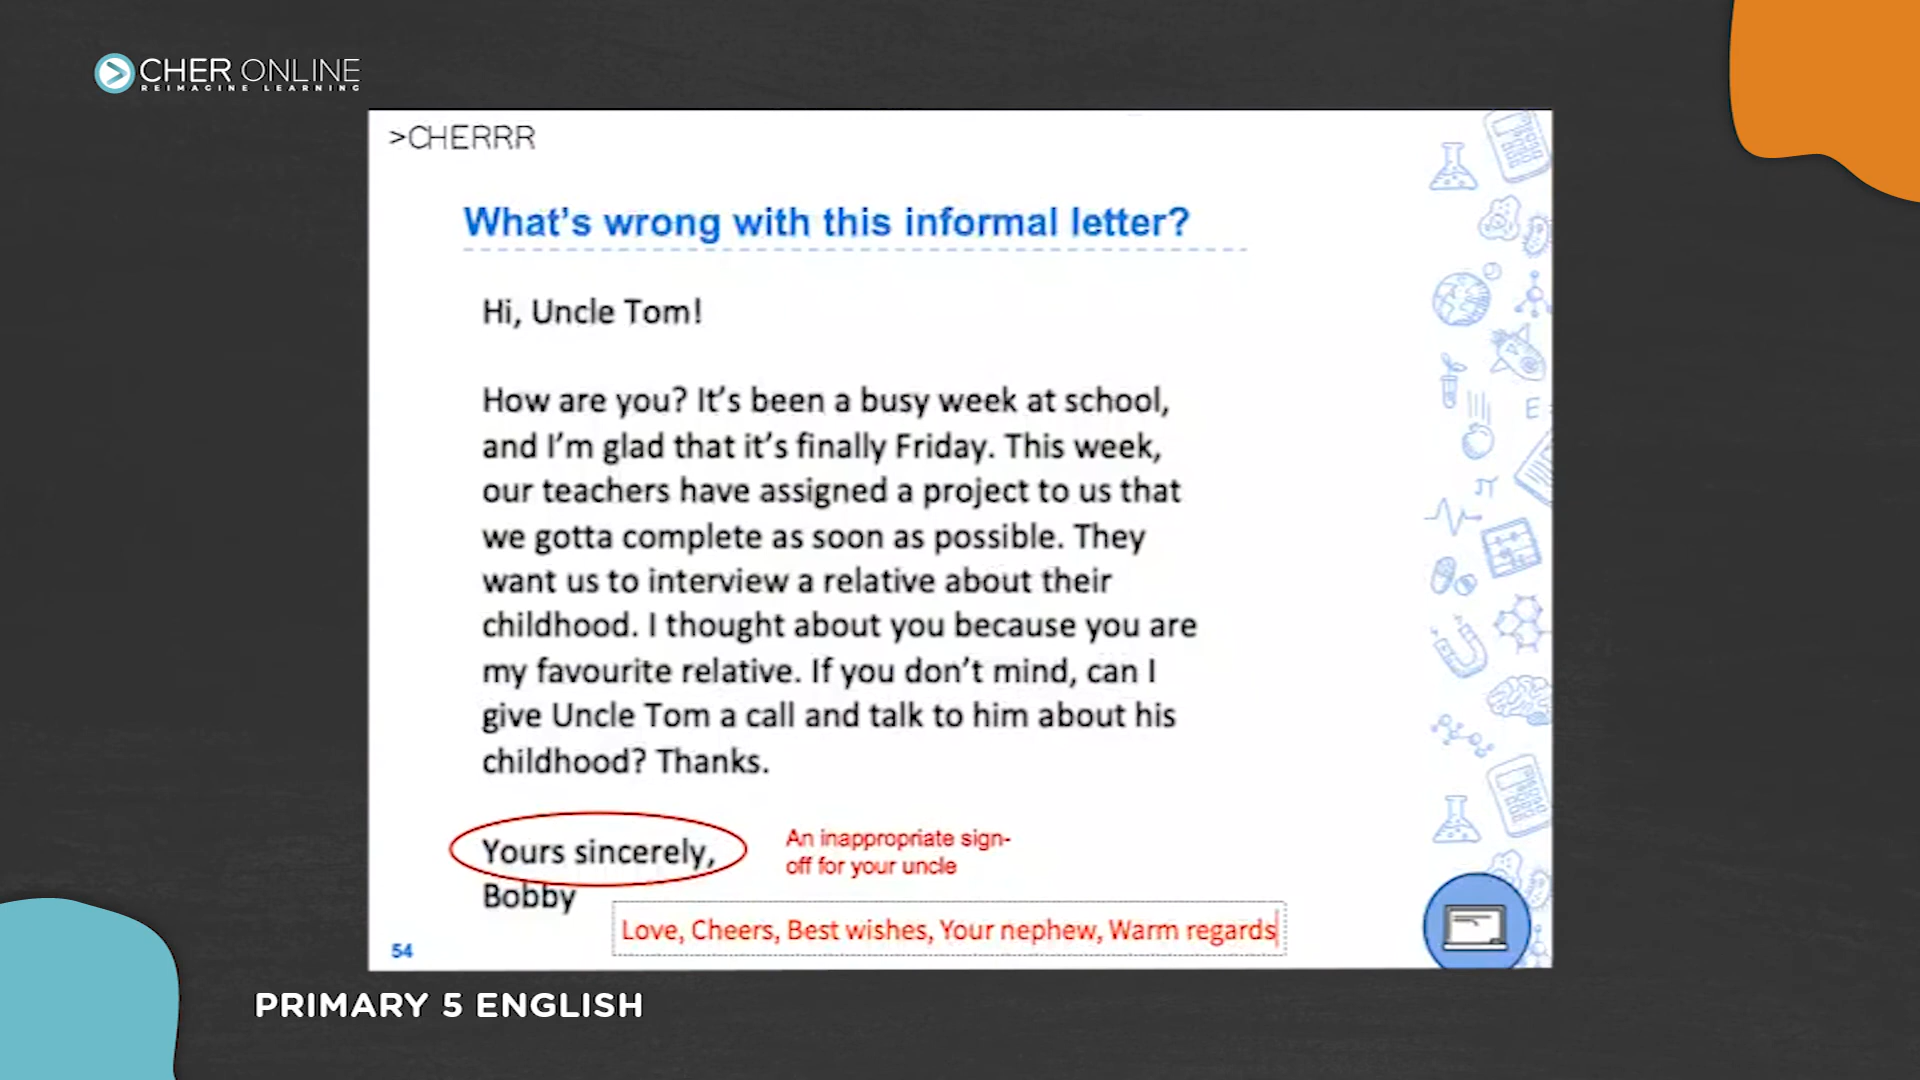 CHER ONLINE
REIMAGINE LEARNING
>CHERRR
What's wrong with this informal letter?
Hi, Uncle Tom!
How are you? It's been a busy week at school,
and I'm glad that it's finally Friday. This week,
our teachers have assigned a project to us that
we gotta complete as soon as possible. They
want us to interview a relative about their
childhood. I thought about you because you are
my favourite relative. If you don't mind, can I
give Uncle Tom a call and talk to him about his
childhood? Thanks.
Yours sincerely,
An inappropriate sign-
off for your uncle
Bobby
Love, Cheers, Best wishes, Your nephew, Warm regards
54
E
π
PRIMARY 5 ENGLISH